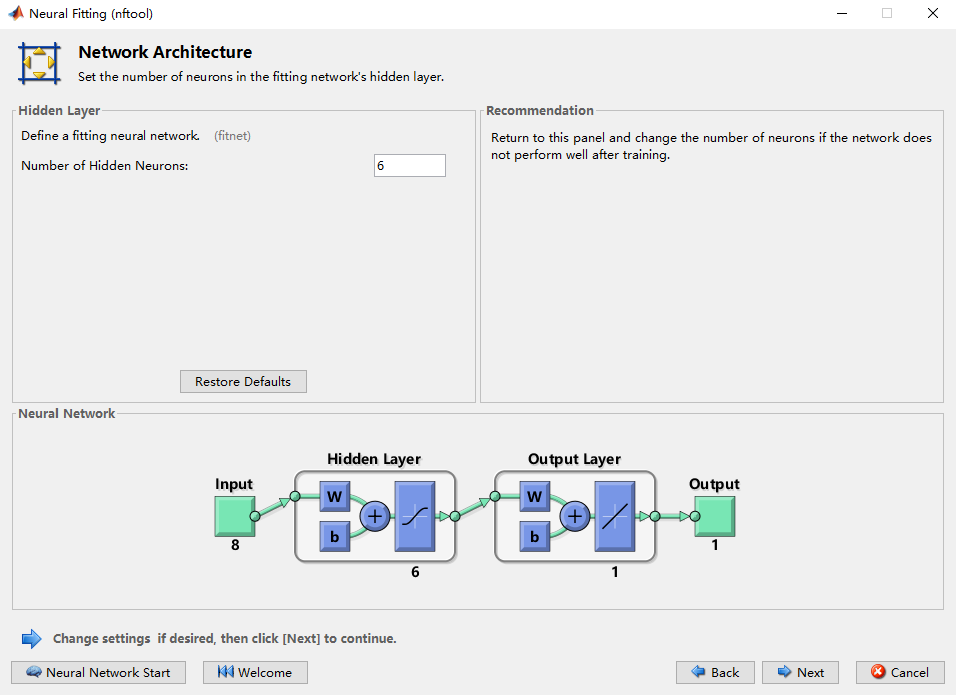 Neural Fitting (nftool)
Network Architecture
Set the number of neurons in the fitting network's hidden layer.
Hidden Layer
Define a fitting neural network. (fitnet)
Number of Hidden Neurons: 6
Restore Defaults
Recommendation
Return to this panel and change the number of neurons if the network does
not perform well after training.
Neural Network
Hidden Layer
Output Layer
Input
Output
W
b
+
W
b
+
8
6
1
1
Change settings if desired, then click [Next] to continue.
Neural Network Start
Welcome
Back
Next
Cancel